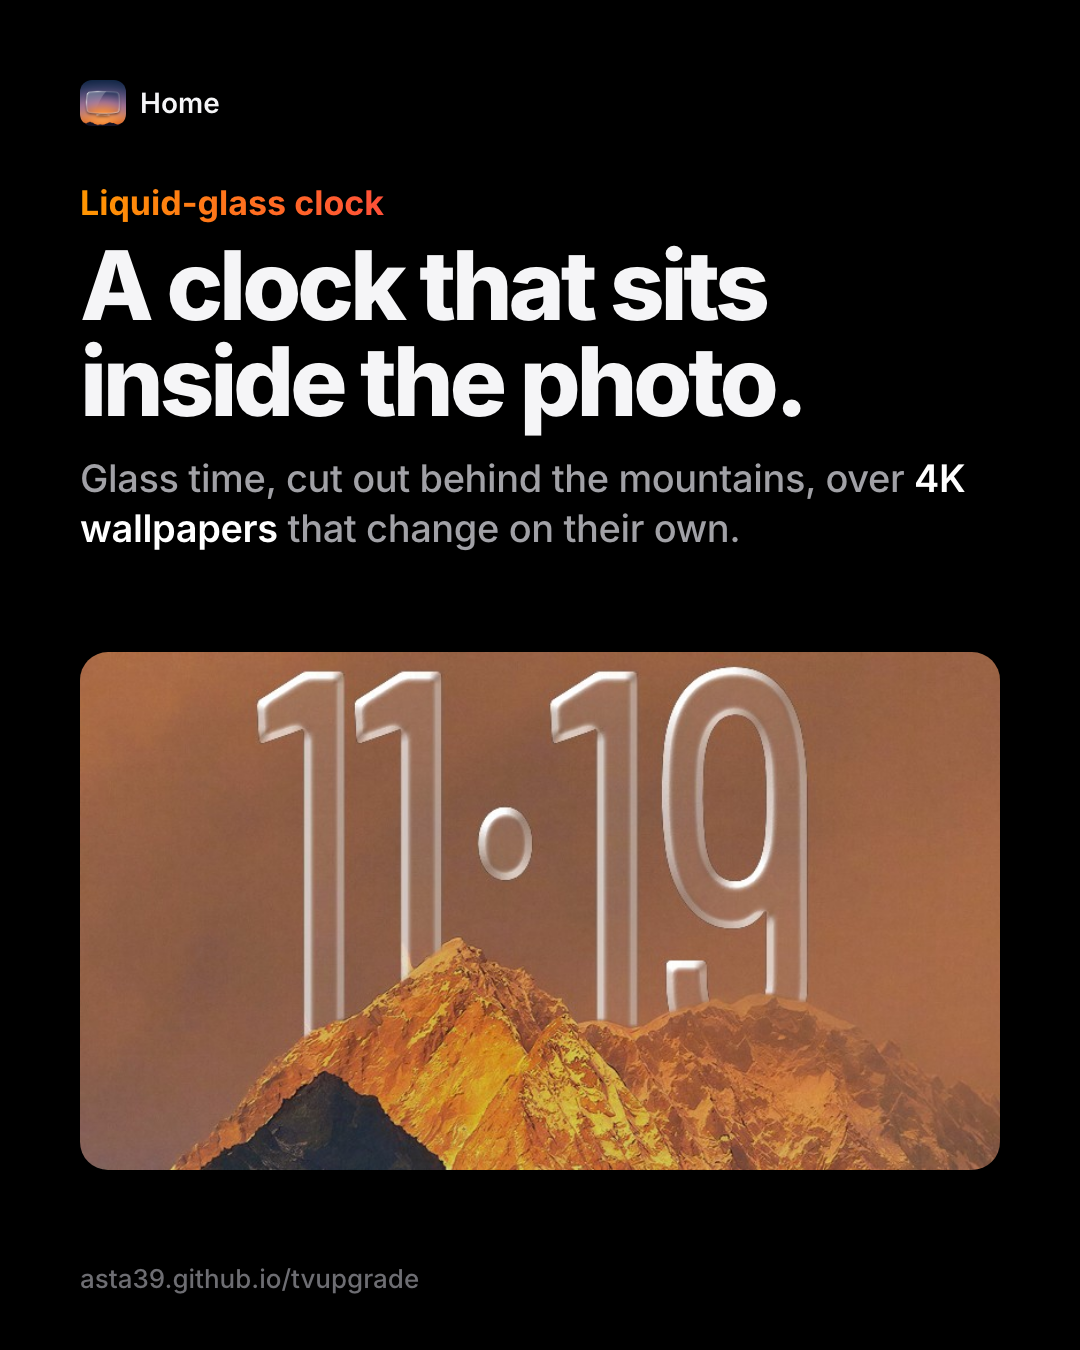 Home
Liquid-glass clock
A clock that sits
inside the photo.
Glass time, cut out behind the mountains, over 4K
wallpapers that change on their own.
11·19
asta39.github.io/tvupgrade